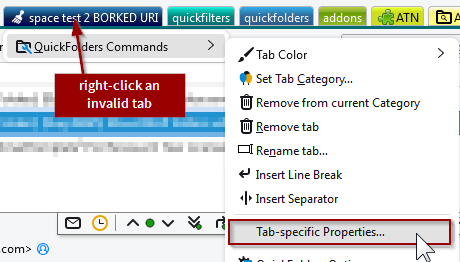 space test 2 BORKED URI quickfilters quickfolders addons ATN
QuickFolders Commands
right-click an
invalid tab
Tab Color
Set Tab Category...
Remove from current Category
Remove tab
Rename tab...
Insert Line Break
Insert Separator
Tab-specific Properties...
com>